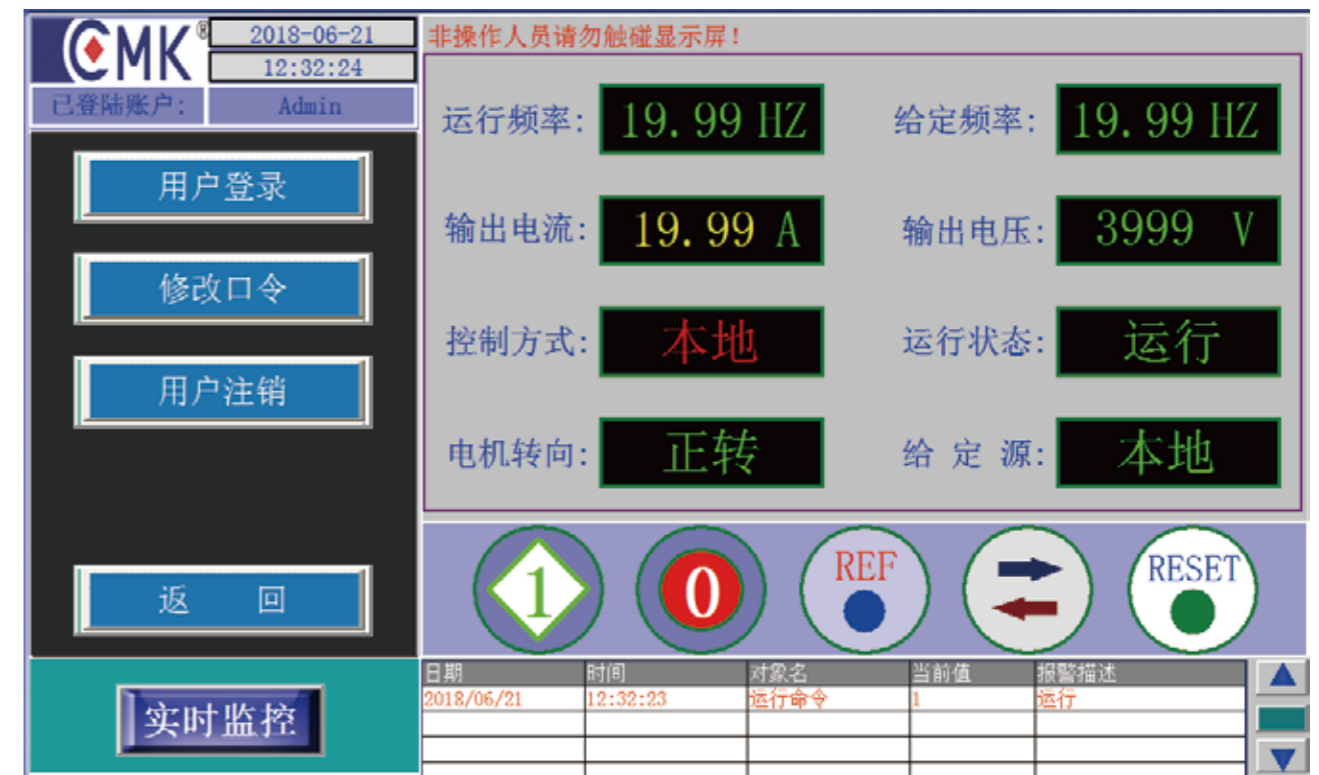 CMK®
2018-06-21
12:32:24
已登陆账户:
Admin
用户登录
修改口令
用户注销
返 回
实时监控
非操作人员请勿触碰显示屏!
运行频率: 19.99 HZ
给定频率: 19.99 HZ
输出电流: 19.99 A
输出电压: 3999 V
控制方式: 本地
运行状态: 运行
电机转向: 正转
给 定 源: 本地
1
0
REF
RESET
日期 时间 对象名 当前值 报警描述
2018/06/21 12:32:23 运行命令 1 运行